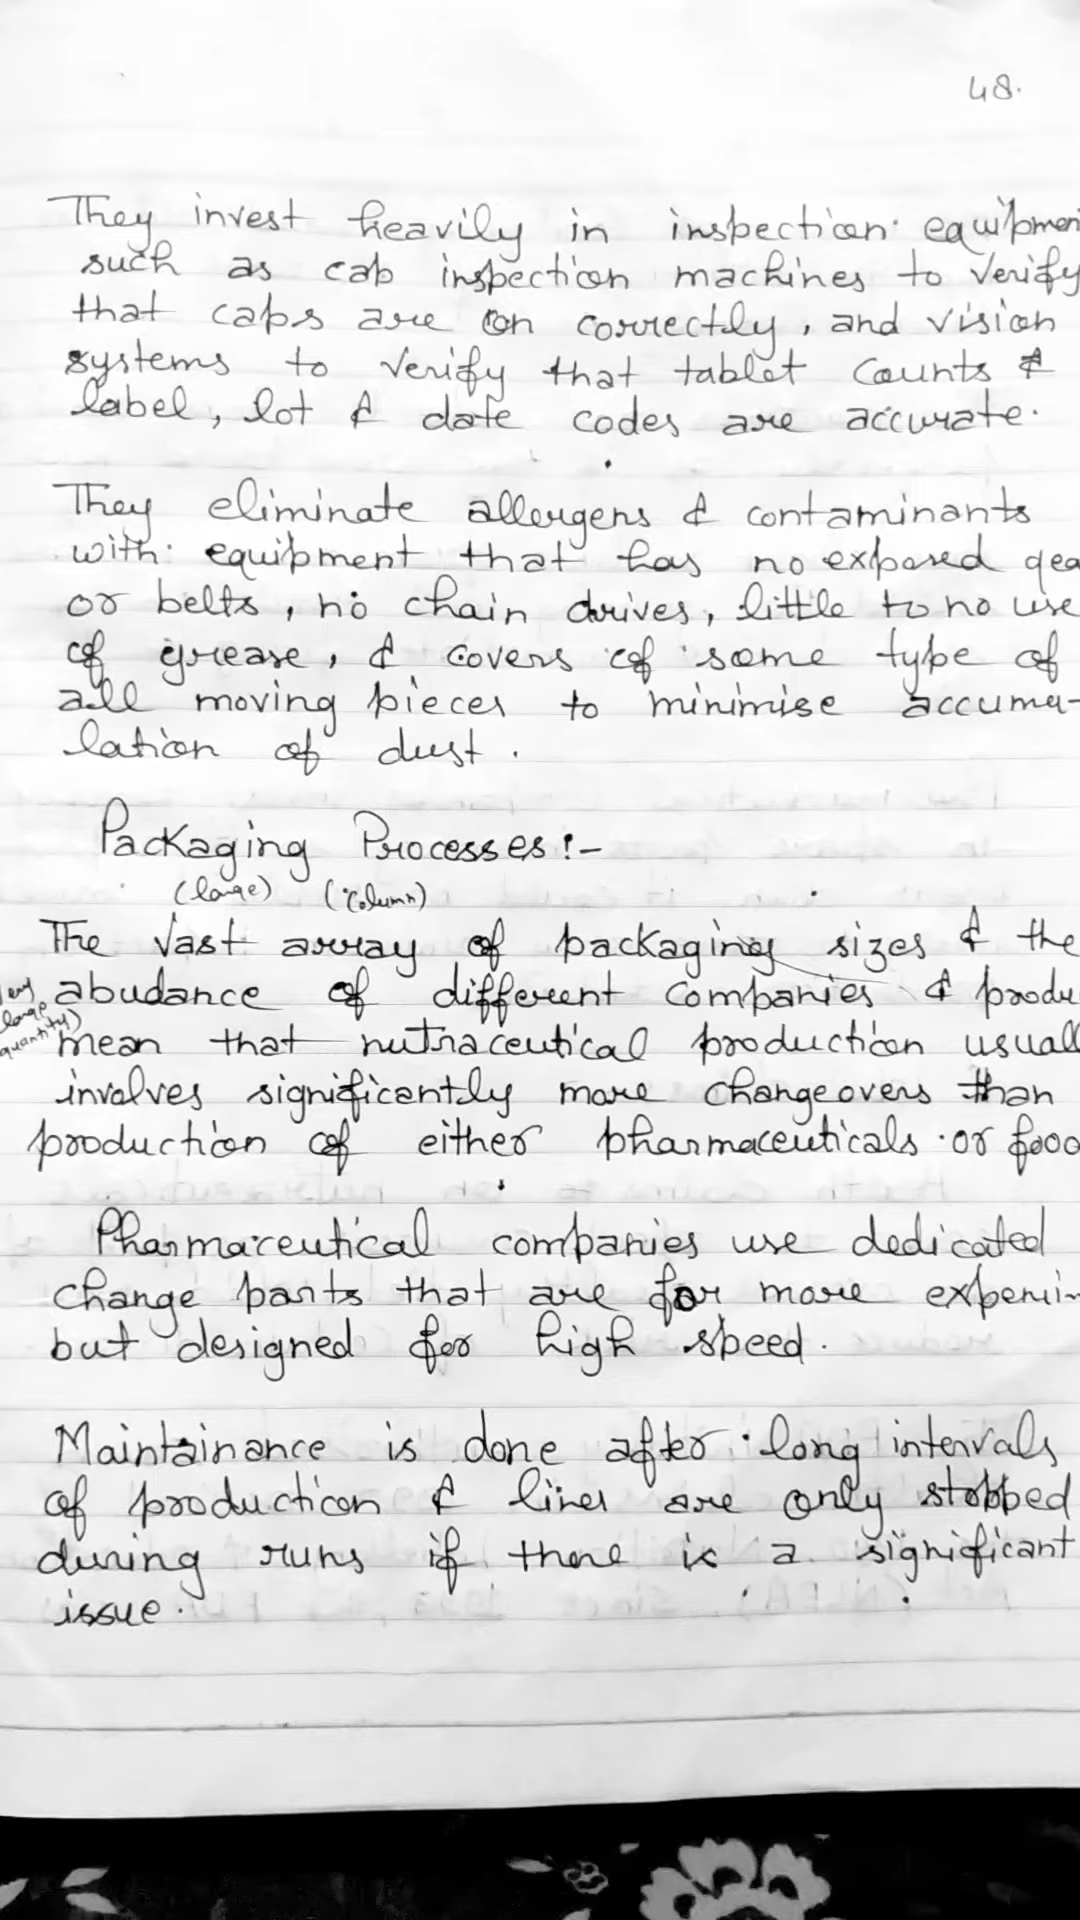 48.
They invest heavily in inspection equipmen
such as cap inspection machines to verify
that caps are on correctly, and vision
systems to verify that tablet counts &
label, lot & date codes are accurate.
They eliminate allergens & contaminants
with equipment that has no exposed gea
or belts, no chain drives, little to no use
of grease, & covers of some type of
all moving pieces to minimise accumu-
lation of dust.
Packaging Processes :-
(large) (column)
The vast array of packaging sizes & the
abudance of different companies & produ
large quantity)
mean that nutraceutical production usuall
involves significantly more changeovers than
production of either pharmaceuticals or food
Pharmaceutical companies use dedicated
change parts that are far more
but designed for high speed.
Maintainance is done after long intervals
of production & lines are only stopped
during runs if there is a significant
issue.